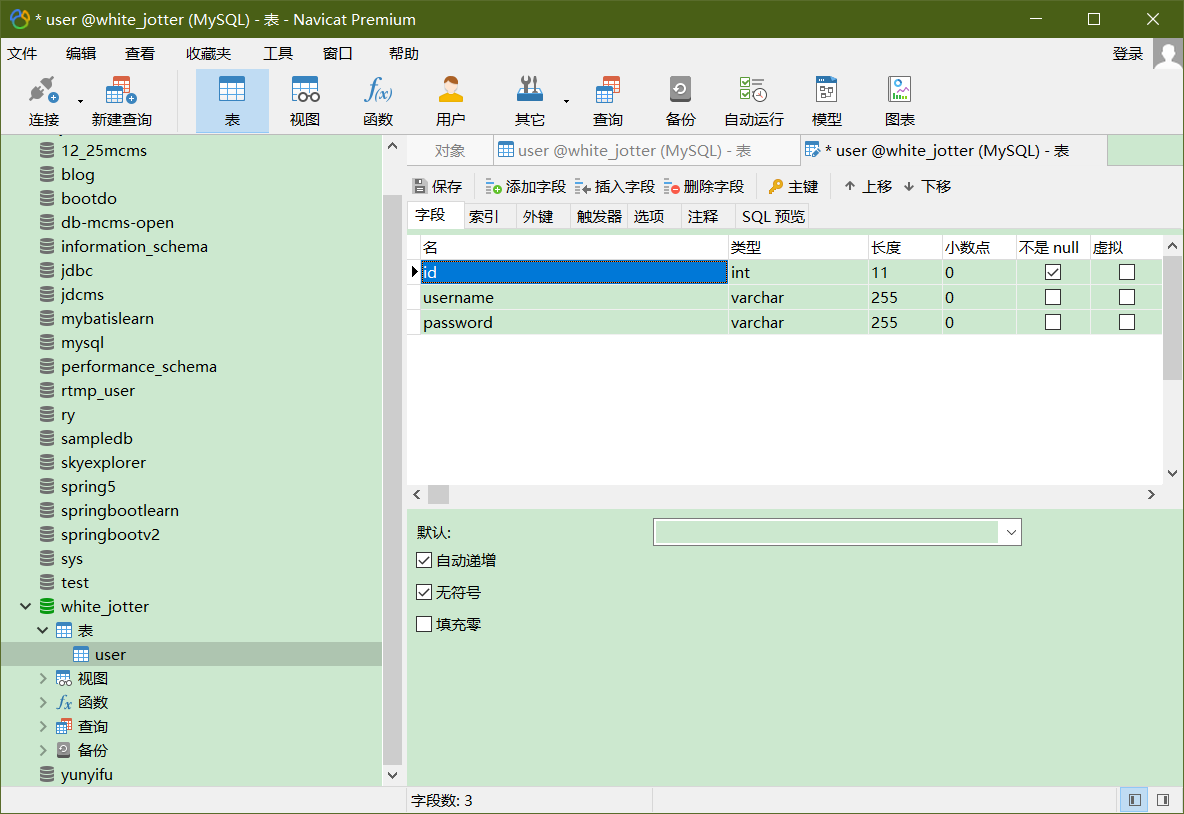 * user @white_jotter (MySQL) - 表 - Navicat Premium
文件 编辑 查看 收藏夹 工具 窗口 帮助 登录
连接 新建查询 表 视图 函数 用户 其它 查询 备份 自动运行 模型 图表
12_25mcms
blog
bootdo
db-mcms-open
information_schema
jdbc
jdcms
mybatislearn
mysql
performance_schema
rtmp_user
ry
sampledb
skyexplorer
spring5
springbootlearn
springbootv2
sys
test
white_jotter
表
user
视图
函数
查询
备份
yunyifu
对象 user @white_jotter (MySQL) - 表 * user @white_jotter (MySQL) - 表
保存 添加字段 插入字段 删除字段 主键 上移 下移
字段 索引 外键 触发器 选项 注释 SQL 预览
名 类型 长度 小数点 不是 null 虚拟
id int 11 0
username varchar 255 0
password varchar 255 0
默认:
自动递增
无符号
填充零
字段数: 3